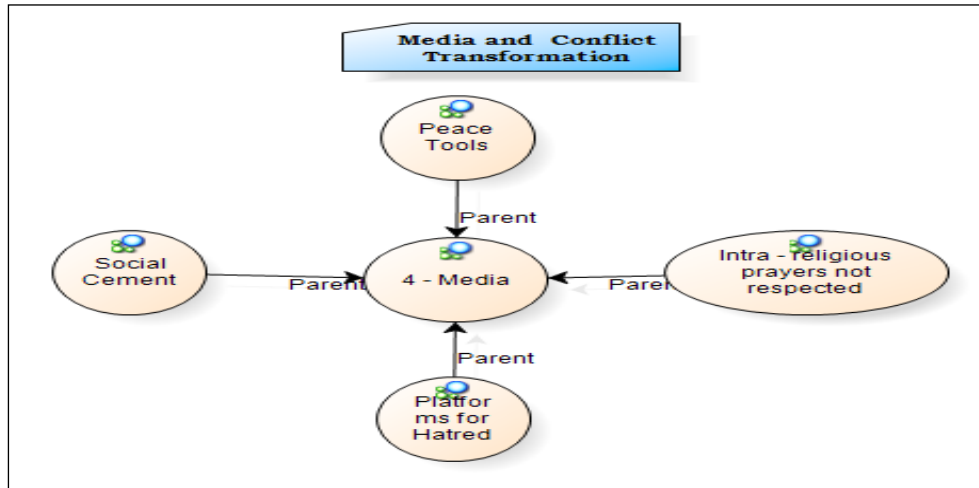 Media and Conflict
Transformation
Peace
Tools
Parent
Social
Cement
Parent
4 - Media
Parent
Intra - religious
prayers not
respected
Parent
Platfor
ms for
Hatred